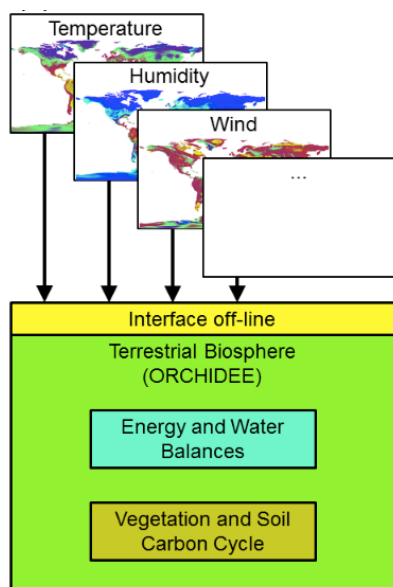 Temperature
Humidity
Wind
...
Interface off-line
Terrestrial Biosphere
(ORCHIDEE)
Energy and Water
Balances
Vegetation and Soil
Carbon Cycle